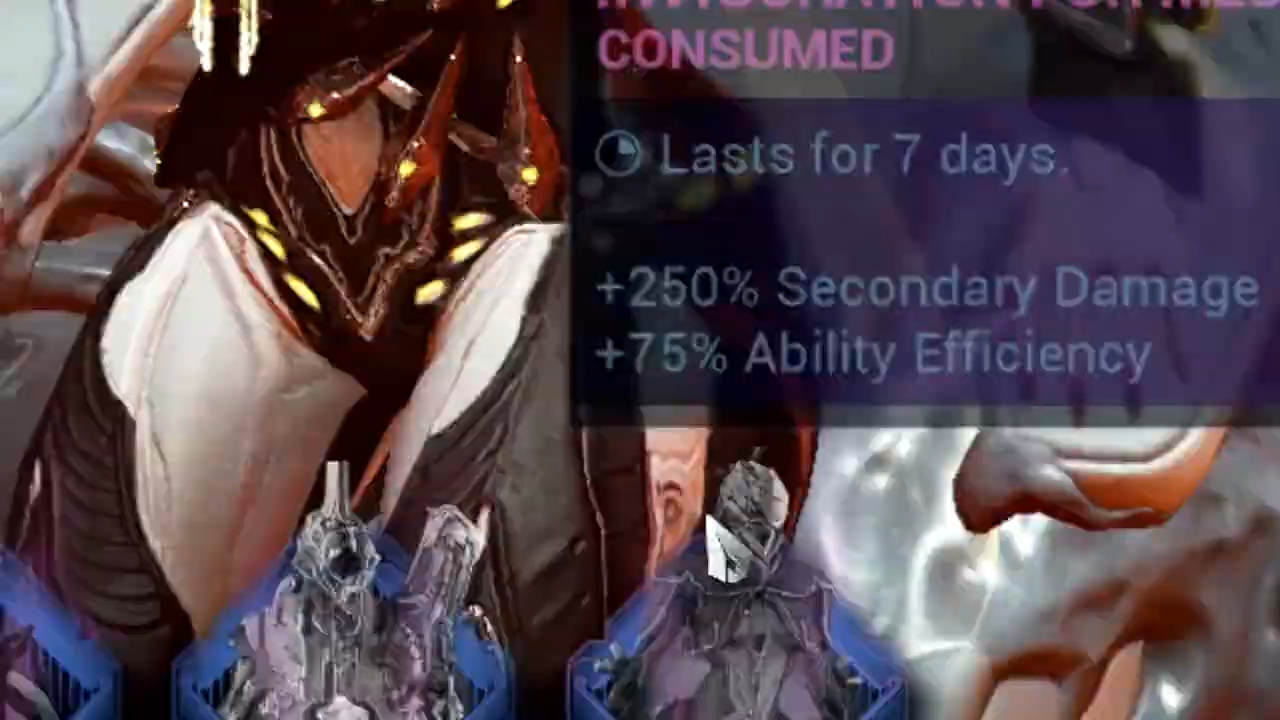 CONSUMED
Lasts for 7 days.
+250% Secondary Damage
+75% Ability Efficiency